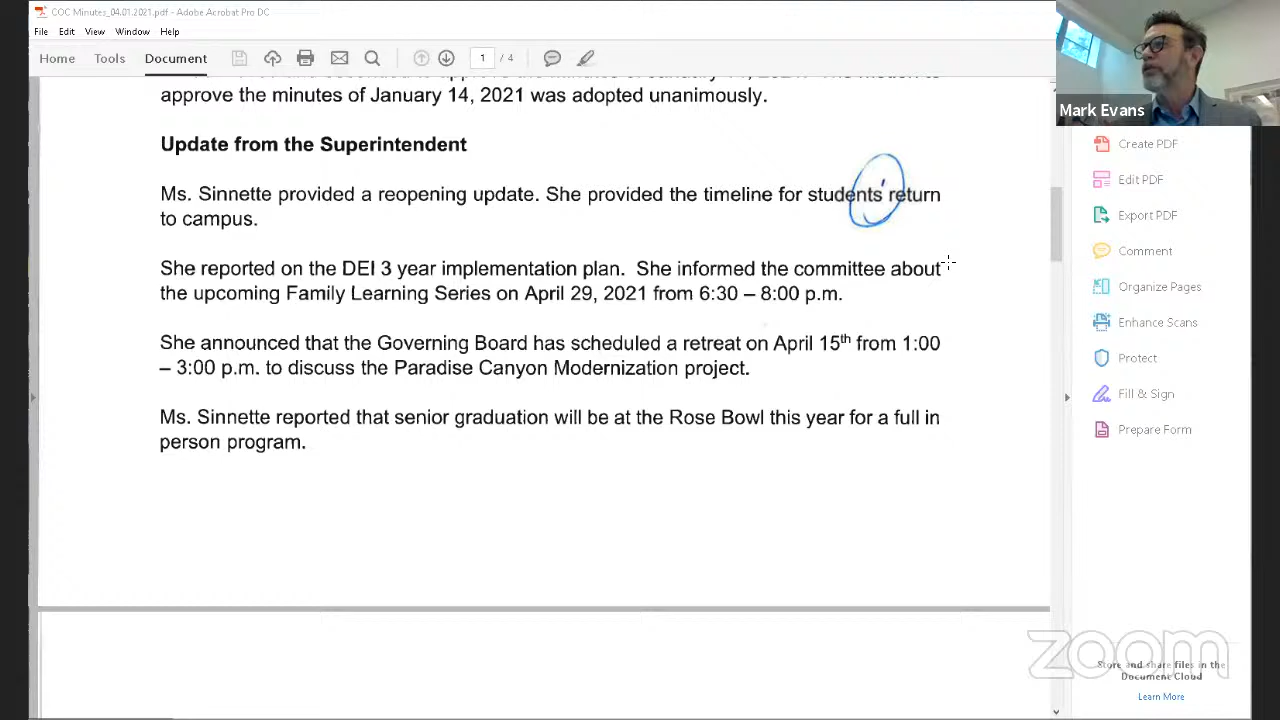 COC Minutes_04.01.2021.pdf - Adobe Acrobat Pro DC
File Edit View Window Help
Home Tools Document 1 / 4
approve the minutes of January 14, 2021 was adopted unanimously.
Update from the Superintendent
Ms. Sinnette provided a reopening update. She provided the timeline for students' return
to campus.
She reported on the DEI 3 year implementation plan. She informed the committee about
the upcoming Family Learning Series on April 29, 2021 from 6:30 – 8:00 p.m.
She announced that the Governing Board has scheduled a retreat on April 15th from 1:00
– 3:00 p.m. to discuss the Paradise Canyon Modernization project.
Ms. Sinnette reported that senior graduation will be at the Rose Bowl this year for a full in
person program.
Mark Evans
Create PDF
Edit PDF
Export PDF
Comment
Organize Pages
Enhance Scans
Protect
Fill & Sign
Prepare Form
zoom
Store and share files in the
Document Cloud
Learn More